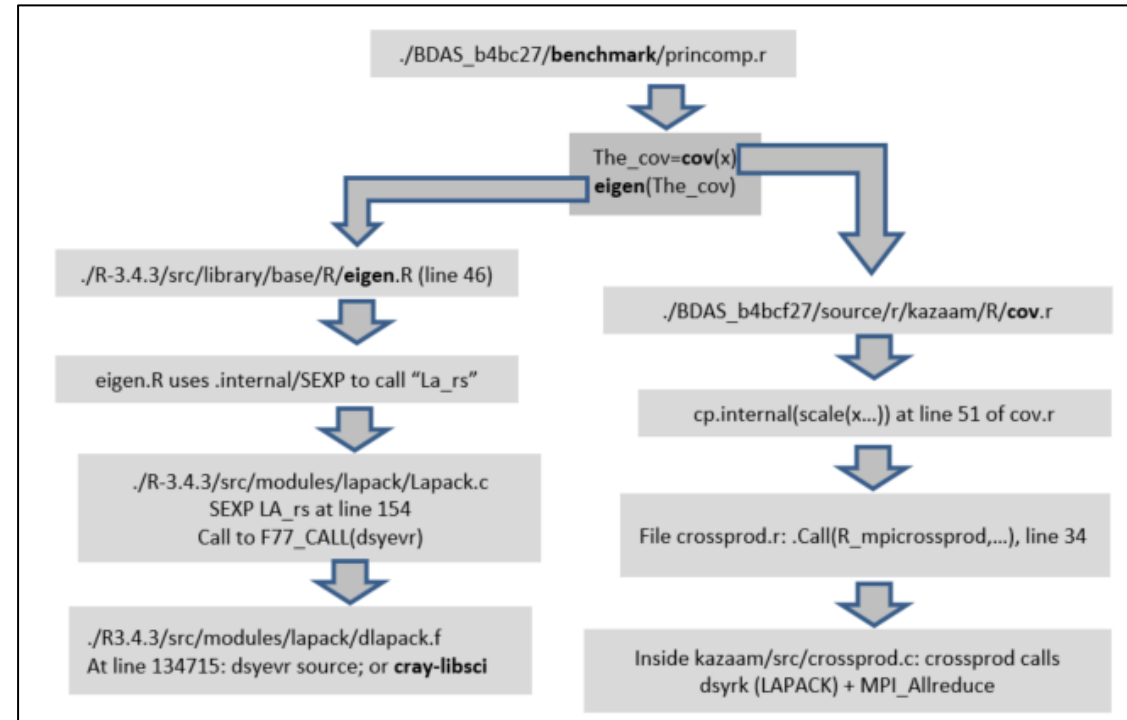 ./BDAS_b4bc27/benchmark/princomp.r
The_cov=cov(x)
eigen(The_cov)
./R-3.4.3/src/library/base/R/eigen.R (line 46)
eigen.R uses .internal/SEXP to call “La_rs”
./R-3.4.3/src/modules/lapack/Lapack.c
SEXP LA_rs at line 154
Call to F77_CALL(dsyevr)
./R3.4.3/src/modules/lapack/dlapack.f
At line 134715: dsyevr source; or cray-libsci
./BDAS_b4bcf27/source/r/kazaam/R/cov.r
cp.internal(scale(x...)) at line 51 of cov.r
File crossprod.r: .Call(R_mpicrossprod,...), line 34
Inside kazaam/src/crossprod.c: crossprod calls
dsyrk (LAPACK) + MPI_Allreduce